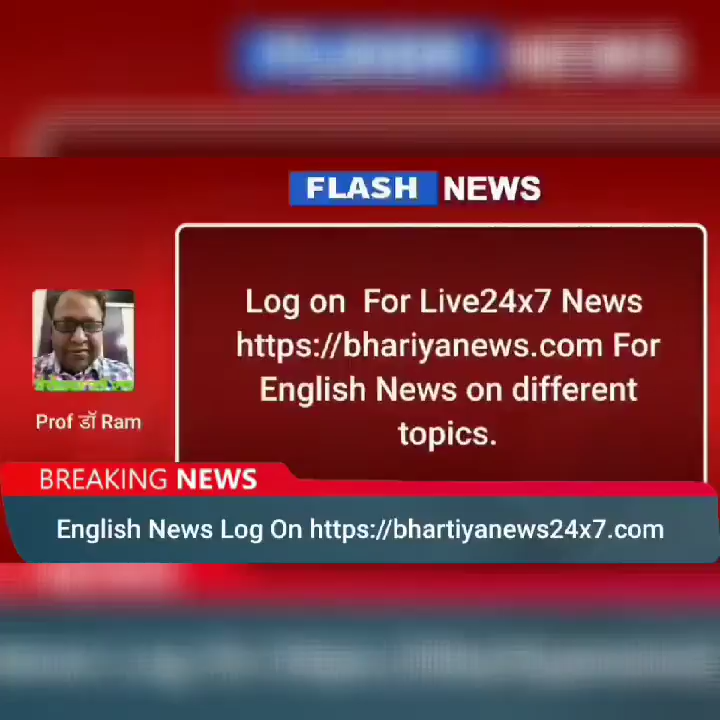 FLASH NEWS
Log on For Live24x7 News
https://bhariyanews.com For
English News on different
topics.
Prof डॉ Ram
BREAKING NEWS
English News Log On https://bhartiyanews24x7.com